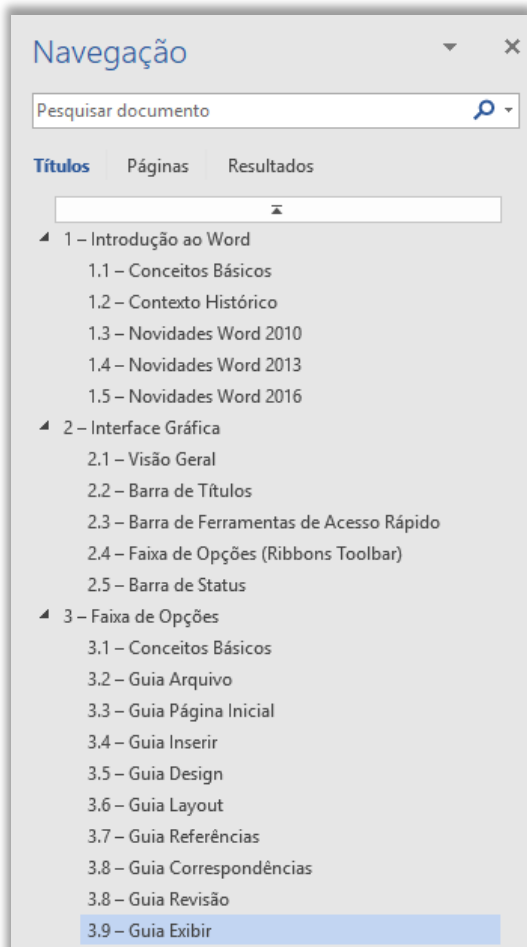 Navegação
Pesquisar documento
Títulos Páginas Resultados
1 – Introdução ao Word
1.1 – Conceitos Básicos
1.2 – Contexto Histórico
1.3 – Novidades Word 2010
1.4 – Novidades Word 2013
1.5 – Novidades Word 2016
2 – Interface Gráfica
2.1 – Visão Geral
2.2 – Barra de Títulos
2.3 – Barra de Ferramentas de Acesso Rápido
2.4 – Faixa de Opções (Ribbons Toolbar)
2.5 – Barra de Status
3 – Faixa de Opções
3.1 – Conceitos Básicos
3.2 – Guia Arquivo
3.3 – Guia Página Inicial
3.4 – Guia Inserir
3.5 – Guia Design
3.6 – Guia Layout
3.7 – Guia Referências
3.8 – Guia Correspondências
3.8 – Guia Revisão
3.9 – Guia Exibir